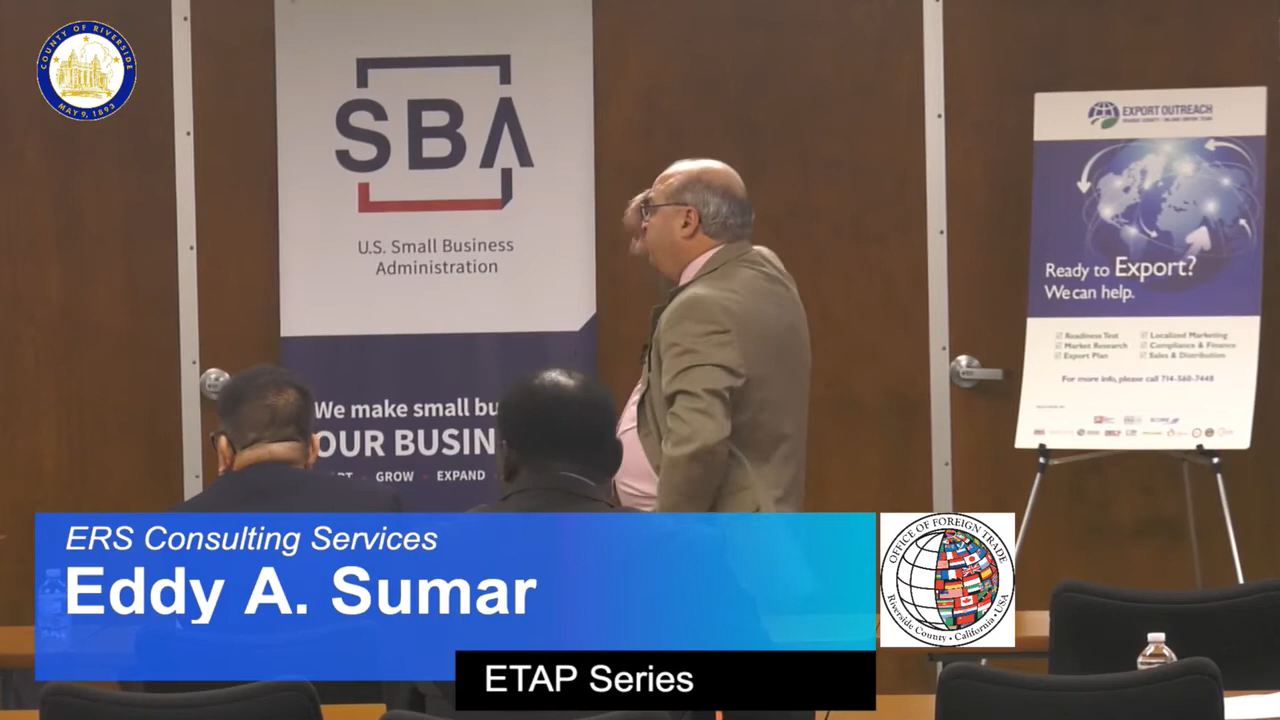 COUNTY OF RIVERSIDE
MAY 9, 1893
SBA
U.S. Small Business
Administration
We make small bu
OUR BUSIN
GROW · EXPAND
EXPORT OUTREACH
Ready to Export?
We can help.
☑ Readiness Test
☑ Market Research
☑ Export Plan
☑ Localized Marketing
☑ Compliance & Finance
☑ Sales & Distribution
For more info, please call 714-560-7448
SCORE
ERS Consulting Services
Eddy A. Sumar
ETAP Series
OFFICE OF FOREIGN TRADE
Riverside County • California • USA